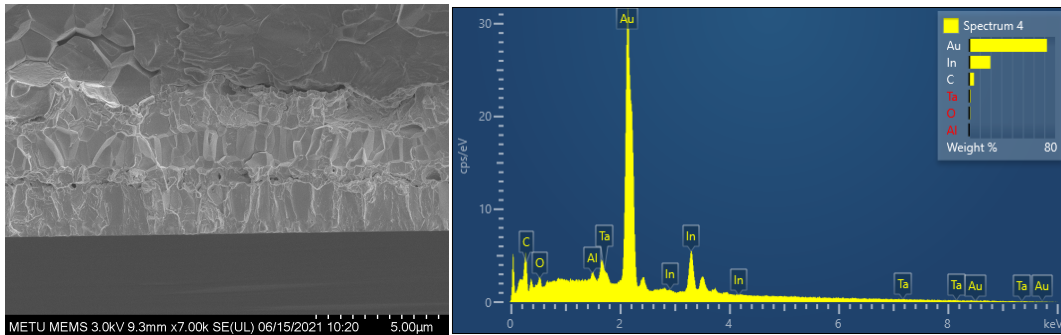 METU MEMS 3.0kV 9.3mm x7.00k SE(UL) 06/15/2021 10:20 5.00µm
30
20
10
0
cps/eV
Au
C
O
Al
Ta
In
In
In
Ta
Ta
Au
Ta
Au
0
2
4
6
8
keV
Spectrum 4
Au
In
C
Ta
O
Al
Weight %
80